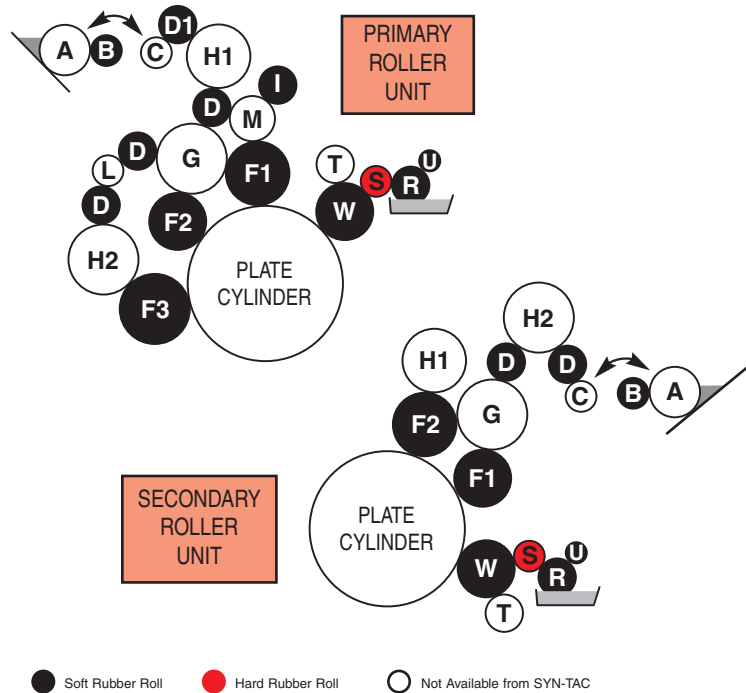 D1
A
B
C
H1
PRIMARY
ROLLER
UNIT
I
D
M
D
G
F1
L
T
S
R
U
D
W
F2
H2
PLATE
CYLINDER
F3
H2
H1
D
D
C
B
A
F2
G
F1
SECONDARY
ROLLER
UNIT
PLATE
CYLINDER
W
S
R
U
T
Soft Rubber Roll
Hard Rubber Roll
Not Available from SYN-TAC